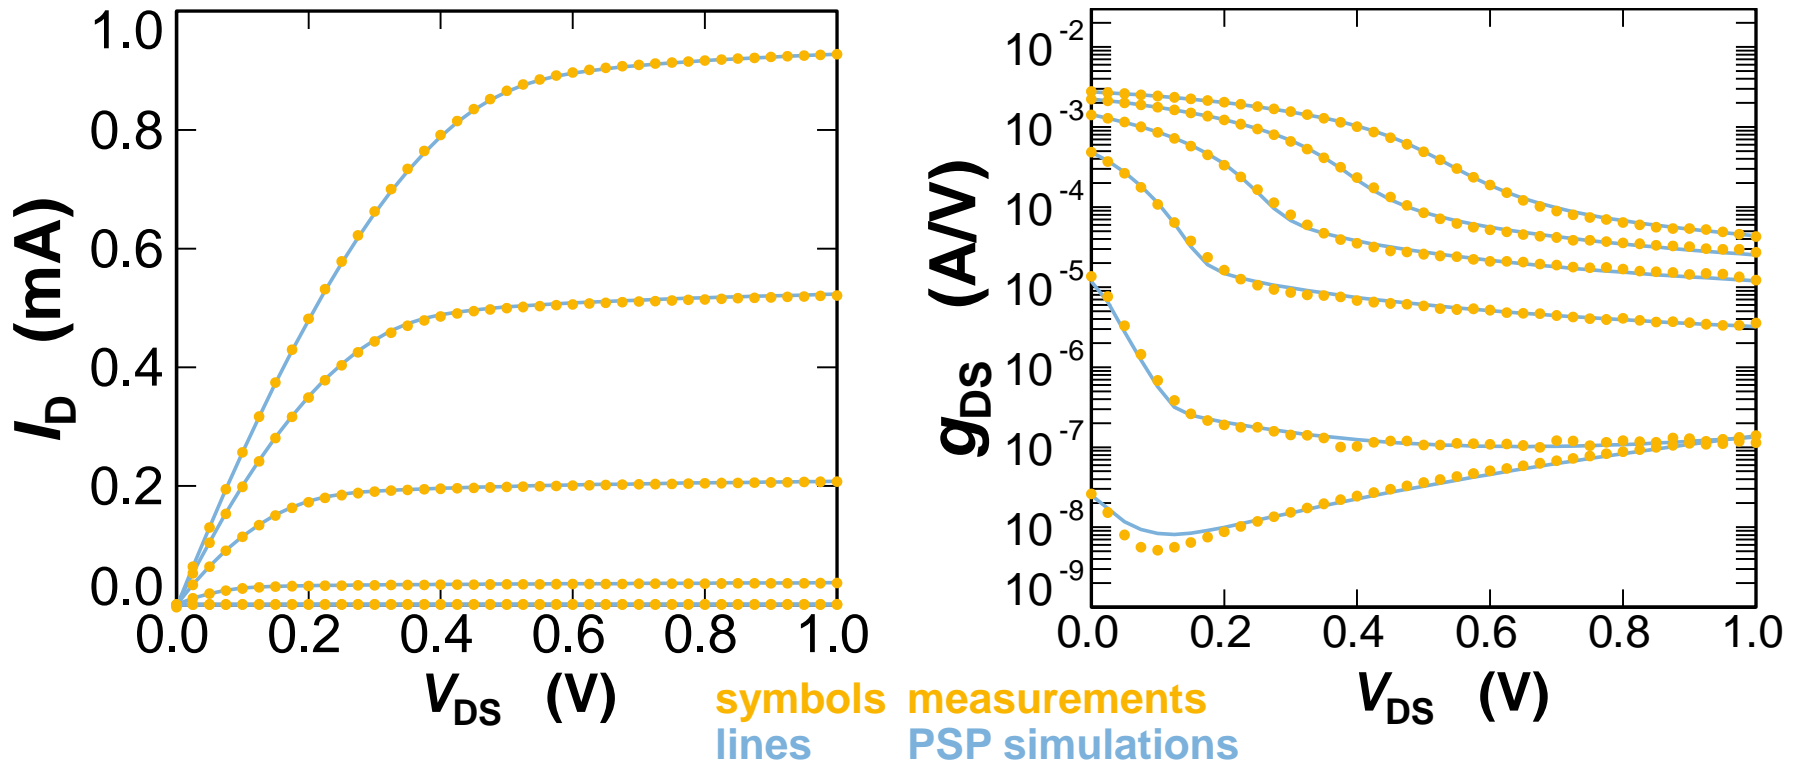 1.0
0.8
0.6
0.4
0.2
0.0
I_D (mA)
0.0 0.2 0.4 0.6 0.8 1.0
V_DS (V)
10^-2
10^-3
10^-4
10^-5
10^-6
10^-7
10^-8
10^-9
g_DS (A/V)
0.0 0.2 0.4 0.6 0.8 1.0
V_DS (V)
symbols measurements
lines PSP simulations